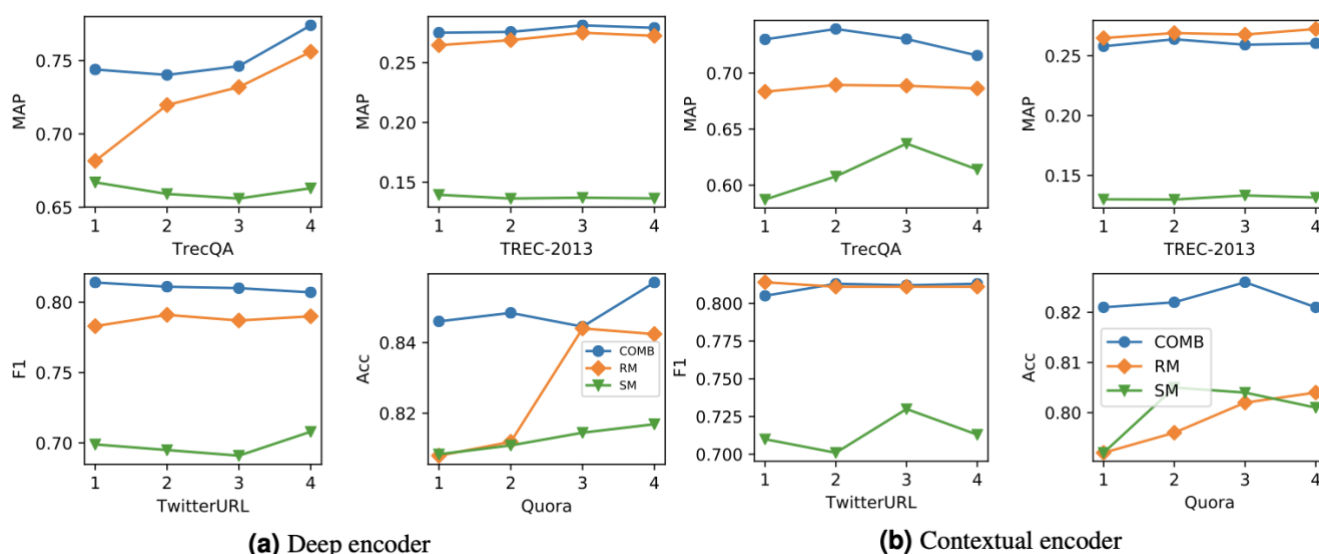 0.75
0.70
0.65
MAP
1 2 3 4
TrecQA
0.25
0.20
0.15
MAP
1 2 3 4
TREC-2013
0.80
0.75
0.70
F1
1 2 3 4
TwitterURL
0.84
0.82
Acc
COMB
RM
SM
1 2 3 4
Quora
(a) Deep encoder
0.70
0.65
0.60
MAP
1 2 3 4
TrecQA
0.25
0.20
0.15
MAP
1 2 3 4
TREC-2013
0.800
0.775
0.750
0.725
0.700
F1
1 2 3 4
TwitterURL
0.82
0.81
0.80
Acc
COMB
RM
SM
1 2 3 4
Quora
(b) Contextual encoder